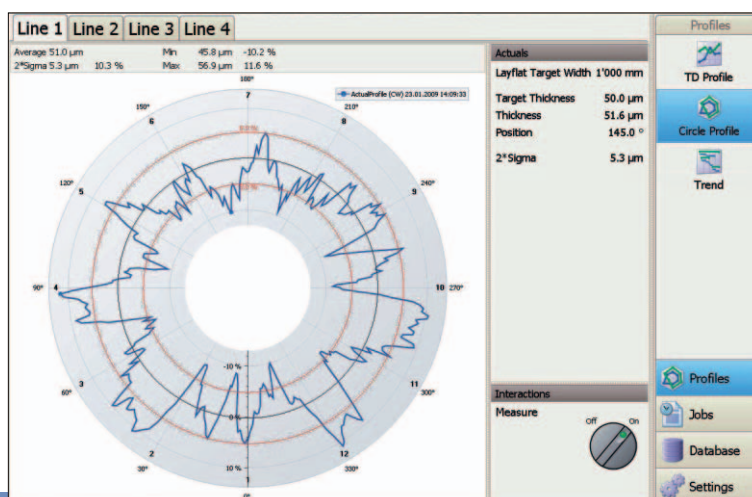 Line 1 Line 2 Line 3 Line 4
Profiles
Average 51.0 µm Min 45.8 µm -10.2 %
2*Sigma 5.3 µm 10.3 % Max 56.9 µm 11.6 %
Actuals
Layflat Target Width 1'000 mm
Target Thickness 50.0 µm
Thickness 51.6 µm
Position 145.0 °
2*Sigma 5.3 µm
TD Profile
Circle Profile
Trend
ActualProfile (CW) 23.01.2009 14:09:33
7
150° 6 8 210°
120° 5 9 240°
90° 4 10 270°
60° 3 11 300°
30° 2 12 330°
1
-10 %
0 %
10 %
Interactions
Measure Off On
Profiles
Jobs
Database
Settings